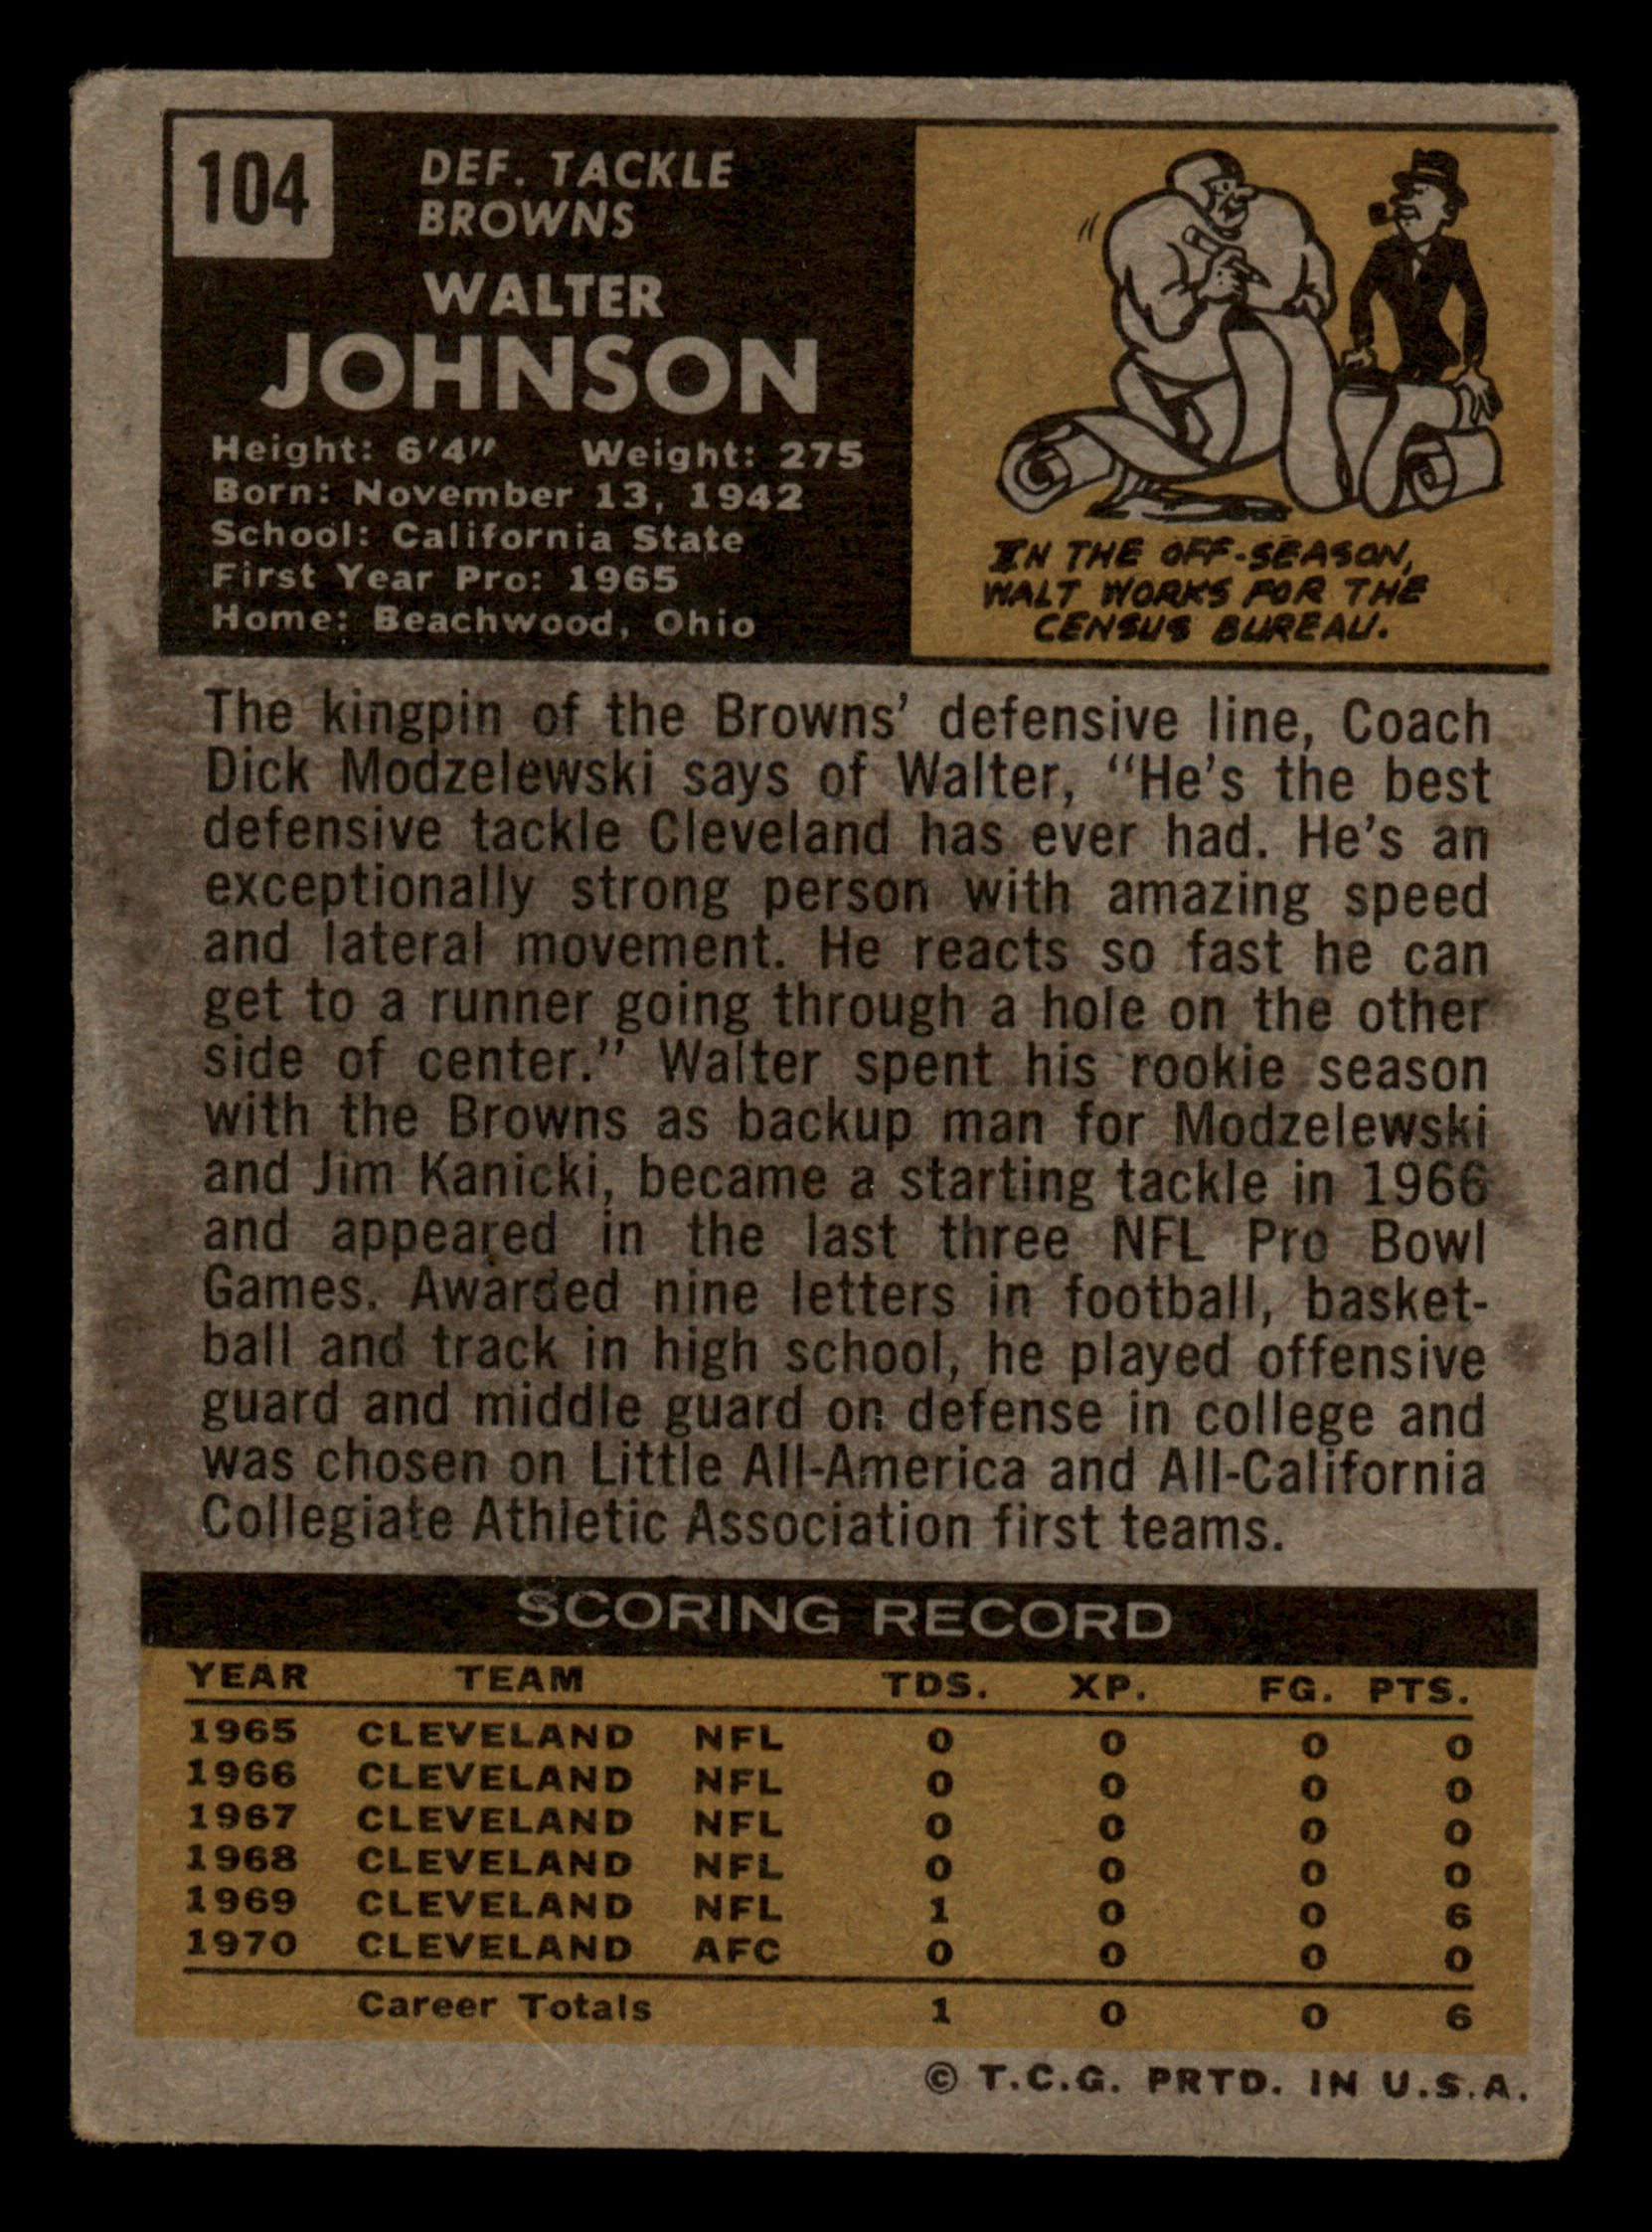 104
DEF. TACKLE
BROWNS
WALTER
JOHNSON
Height: 6'4" Weight: 275
Born: November 13, 1942
School: California State
First Year Pro: 1965
Home: Beachwood, Ohio
IN THE OFF-SEASON,
WALT WORKS FOR THE
CENSUS BUREAU.
The kingpin of the Browns' defensive line, Coach
Dick Modzelewski says of Walter, "He's the best
defensive tackle Cleveland has ever had. He's an
exceptionally strong person with amazing speed
and lateral movement. He reacts so fast he can
get to a runner going through a hole on the other
side of center." Walter spent his rookie season
with the Browns as backup man for Modzelewski
and Jim Kanicki, became a starting tackle in 1966
and appeared in the last three NFL Pro Bowl
Games. Awarded nine letters in football, basket-
ball and track in high school, he played offensive
guard and middle guard on defense in college and
was chosen on Little All-America and All-California
Collegiate Athletic Association first teams.
SCORING RECORD
YEAR TEAM TDS. XP. FG. PTS.
1965 CLEVELAND NFL 0 0 0 0
1966 CLEVELAND NFL 0 0 0 0
1967 CLEVELAND NFL 0 0 0 0
1968 CLEVELAND NFL 0 0 0 0
1969 CLEVELAND NFL 1 0 0 6
1970 CLEVELAND AFC 0 0 0 0
Career Totals 1 0 0 6
© T.C.G. PRTD. IN U.S.A.